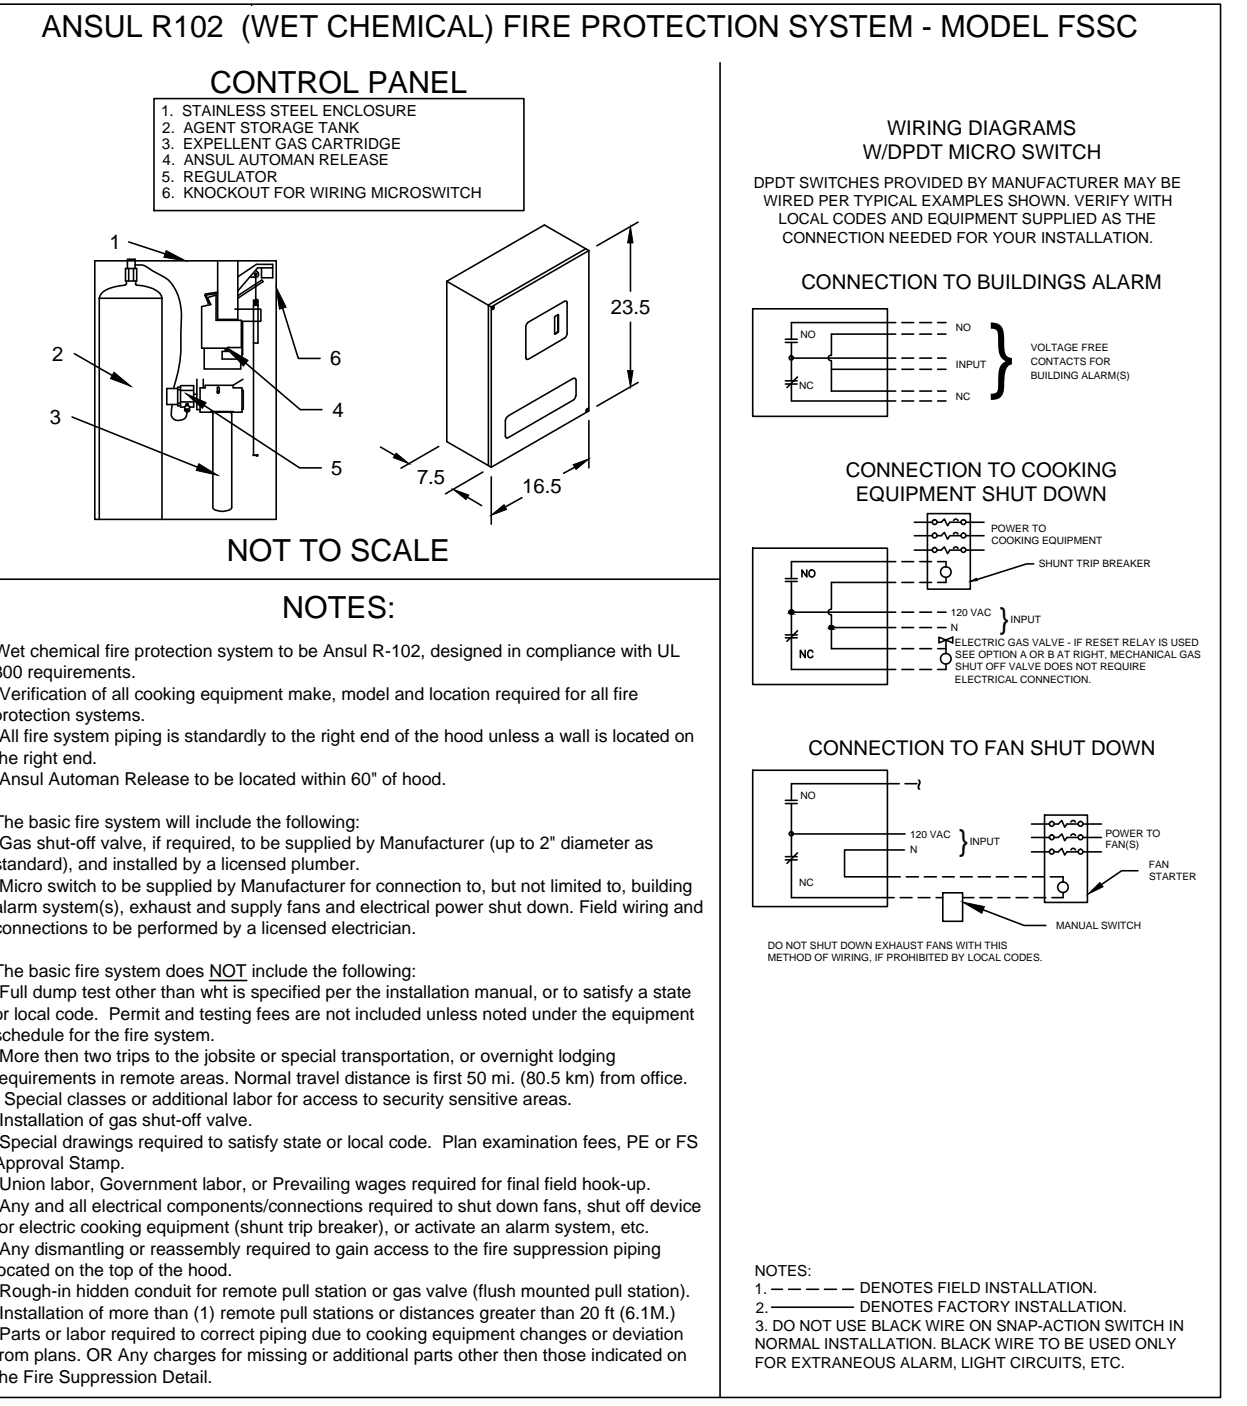 ANSUL R102 (WET CHEMICAL) FIRE PROTECTION SYSTEM - MODEL FSSC
CONTROL PANEL
1. STAINLESS STEEL ENCLOSURE
2. AGENT STORAGE TANK
3. EXPELLENT GAS CARTRIDGE
4. ANSUL AUTOMAN RELEASE
5. REGULATOR
6. KNOCKOUT FOR WIRING MICROSWITCH
1
2
3
6
4
5
23.5
7.5
16.5
NOT TO SCALE
NOTES:
Wet chemical fire protection system to be Ansul R-102, designed in compliance with UL
300 requirements.
Verification of all cooking equipment make, model and location required for all fire
protection systems.
All fire system piping is standardly to the right end of the hood unless a wall is located on
the right end.
Ansul Automan Release to be located within 60" of hood.
The basic fire system will include the following:
Gas shut-off valve, if required, to be supplied by Manufacturer (up to 2" diameter as
standard), and installed by a licensed plumber.
Micro switch to be supplied by Manufacturer for connection to, but not limited to, building
alarm system(s), exhaust and supply fans and electrical power shut down. Field wiring and
connections to be performed by a licensed electrician.
The basic fire system does NOT include the following:
Full dump test other than wht is specified per the installation manual, or to satisfy a state
or local code. Permit and testing fees are not included unless noted under the equipment
schedule for the fire system.
More then two trips to the jobsite or special transportation, or overnight lodging
requirements in remote areas. Normal travel distance is first 50 mi. (80.5 km) from office.
Special classes or additional labor for access to security sensitive areas.
Installation of gas shut-off valve.
Special drawings required to satisfy state or local code. Plan examination fees, PE or FS
Approval Stamp.
Union labor, Government labor, or Prevailing wages required for final field hook-up.
Any and all electrical components/connections required to shut down fans, shut off device
for electric cooking equipment (shunt trip breaker), or activate an alarm system, etc.
Any dismantling or reassembly required to gain access to the fire suppression piping
located on the top of the hood.
Rough-in hidden conduit for remote pull station or gas valve (flush mounted pull station).
Installation of more than (1) remote pull stations or distances greater than 20 ft (6.1M.)
Parts or labor required to correct piping due to cooking equipment changes or deviation
from plans. OR Any charges for missing or additional parts other then those indicated on
the Fire Suppression Detail.
WIRING DIAGRAMS
W/DPDT MICRO SWITCH
DPDT SWITCHES PROVIDED BY MANUFACTURER MAY BE
WIRED PER TYPICAL EXAMPLES SHOWN. VERIFY WITH
LOCAL CODES AND EQUIPMENT SUPPLIED AS THE
CONNECTION NEEDED FOR YOUR INSTALLATION.
CONNECTION TO BUILDINGS ALARM
NO
NC
NO
INPUT
NC
VOLTAGE FREE
CONTACTS FOR
BUILDING ALARM(S)
CONNECTION TO COOKING
EQUIPMENT SHUT DOWN
POWER TO
COOKING EQUIPMENT
SHUNT TRIP BREAKER
NO
NC
120 VAC
N
INPUT
ELECTRIC GAS VALVE - IF RESET RELAY IS USED
SEE OPTION A OR B AT RIGHT, MECHANICAL GAS
SHUT OFF VALVE DOES NOT REQUIRE
ELECTRICAL CONNECTION.
CONNECTION TO FAN SHUT DOWN
NO
NC
120 VAC
N
INPUT
POWER TO
FAN(S)
FAN
STARTER
MANUAL SWITCH
DO NOT SHUT DOWN EXHAUST FANS WITH THIS
METHOD OF WIRING, IF PROHIBITED BY LOCAL CODES.
NOTES:
1. DENOTES FIELD INSTALLATION.
2. DENOTES FACTORY INSTALLATION.
3. DO NOT USE BLACK WIRE ON SNAP-ACTION SWITCH IN
NORMAL INSTALLATION. BLACK WIRE TO BE USED ONLY
FOR EXTRANEOUS ALARM, LIGHT CIRCUITS, ETC.